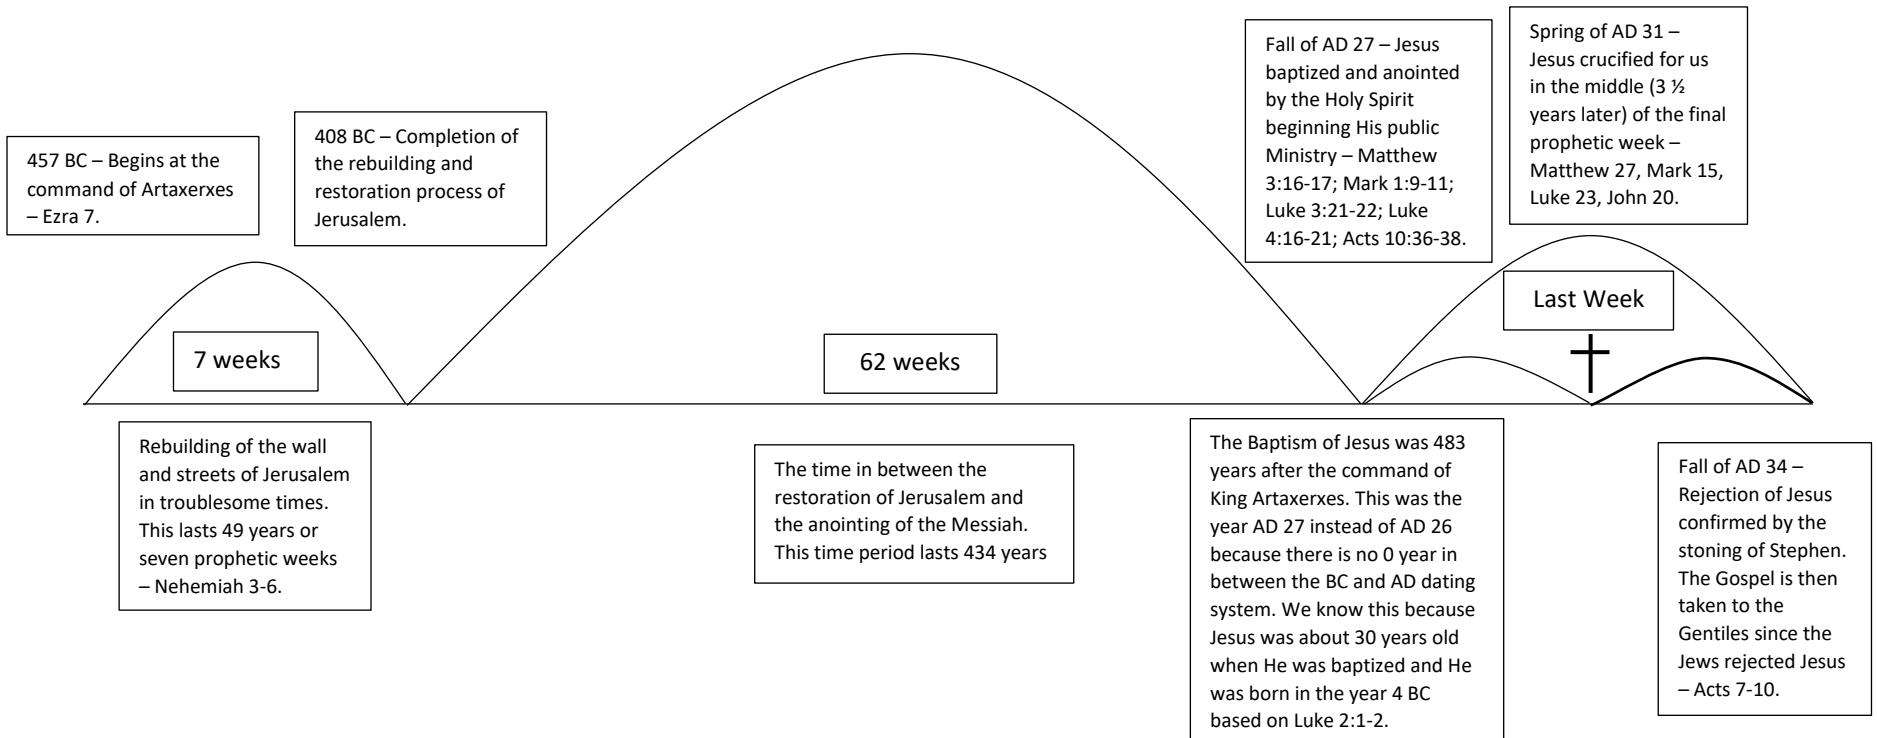 457 BC – Begins at the
command of Artaxerxes
– Ezra 7.
408 BC – Completion of
the rebuilding and
restoration process of
Jerusalem.
Fall of AD 27 – Jesus
baptized and anointed
by the Holy Spirit
beginning His public
Ministry – Matthew
3:16-17; Mark 1:9-11;
Luke 3:21-22; Luke
4:16-21; Acts 10:36-38.
Spring of AD 31 –
Jesus crucified for us
in the middle (3 ½
years later) of the final
prophetic week –
Matthew 27, Mark 15,
Luke 23, John 20.
7 weeks
62 weeks
Last Week
Rebuilding of the wall
and streets of Jerusalem
in troublesome times.
This lasts 49 years or
seven prophetic weeks
– Nehemiah 3-6.
The time in between the
restoration of Jerusalem and
the anointing of the Messiah.
This time period lasts 434 years
The Baptism of Jesus was 483
years after the command of
King Artaxerxes. This was the
year AD 27 instead of AD 26
because there is no 0 year in
between the BC and AD dating
system. We know this because
Jesus was about 30 years old
when He was baptized and He
was born in the year 4 BC
based on Luke 2:1-2.
Fall of AD 34 –
Rejection of Jesus
confirmed by the
stoning of Stephen.
The Gospel is then
taken to the
Gentiles since the
Jews rejected Jesus
– Acts 7-10.